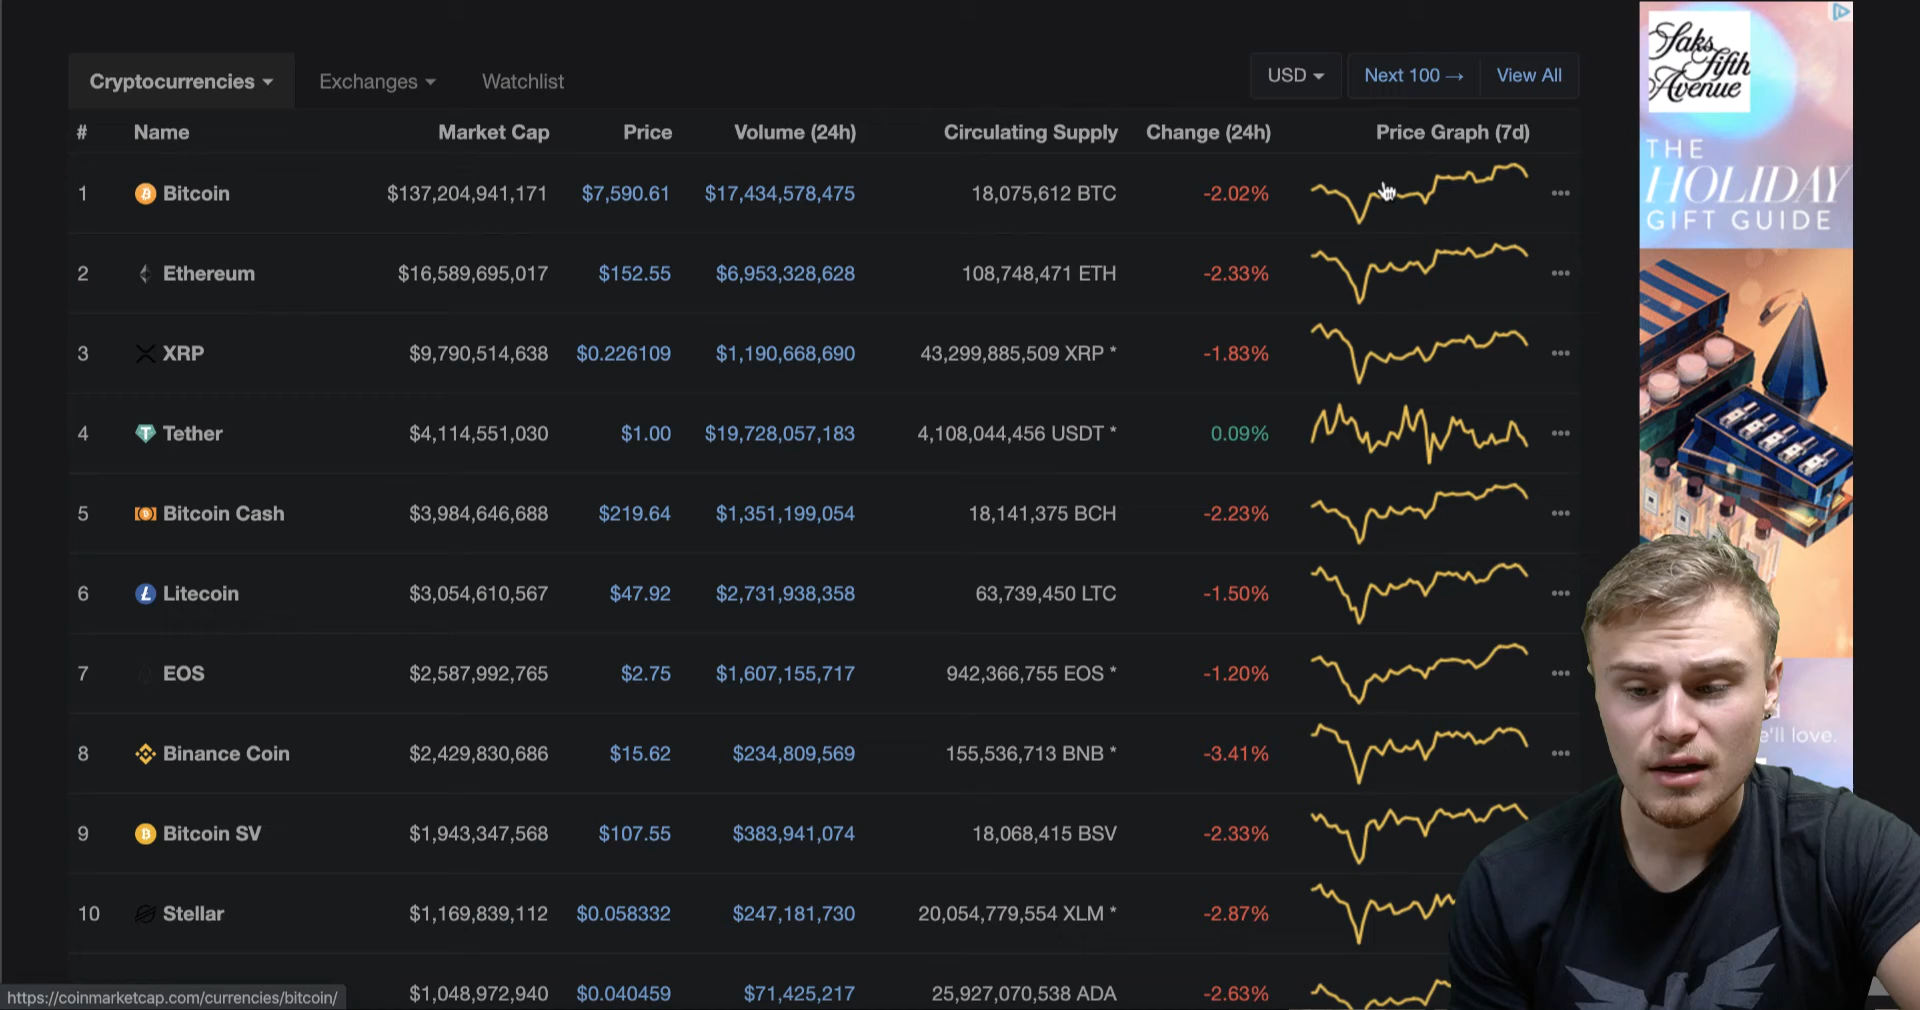 Cryptocurrencies Exchanges Watchlist USD Next 100 → View All
# Name Market Cap Price Volume (24h) Circulating Supply Change (24h) Price Graph (7d)
1 Bitcoin $137,204,941,171 $7,590.61 $17,434,578,475 18,075,612 BTC -2.02%
2 Ethereum $16,589,695,017 $152.55 $6,953,328,628 108,748,471 ETH -2.33%
3 XRP $9,790,514,638 $0.226109 $1,190,668,690 43,299,885,509 XRP * -1.83%
4 Tether $4,114,551,030 $1.00 $19,728,057,183 4,108,044,456 USDT * 0.09%
5 Bitcoin Cash $3,984,646,688 $219.64 $1,351,199,054 18,141,375 BCH -2.23%
6 Litecoin $3,054,610,567 $47.92 $2,731,938,358 63,739,450 LTC -1.50%
7 EOS $2,587,992,765 $2.75 $1,607,155,717 942,366,755 EOS * -1.20%
8 Binance Coin $2,429,830,686 $15.62 $234,809,569 155,536,713 BNB * -3.41%
9 Bitcoin SV $1,943,347,568 $107.55 $383,941,074 18,068,415 BSV -2.33%
10 Stellar $1,169,839,112 $0.058332 $247,181,730 20,054,779,554 XLM * -2.87%
$1,048,972,940 $0.040459 $71,425,217 25,927,070,538 ADA -2.63%
https://coinmarketcap.com/currencies/bitcoin/
Saks
Fifth
Avenue
THE
HOLIDAY
GIFT GUIDE
e'll love.